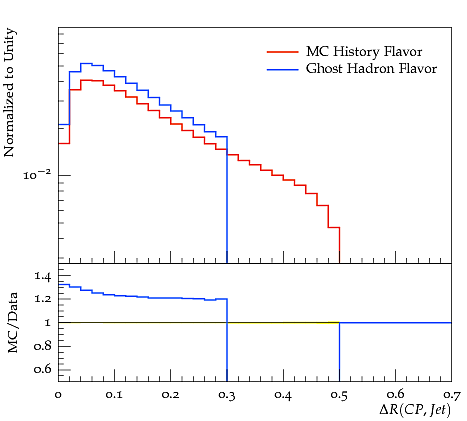 Normalized to Unity
MC History Flavor
Ghost Hadron Flavor
10−2
MC/Data
1.4
1.2
1
0.8
0.6
0 0.1 0.2 0.3 0.4 0.5 0.6 0.7
ΔR(CP, Jet)